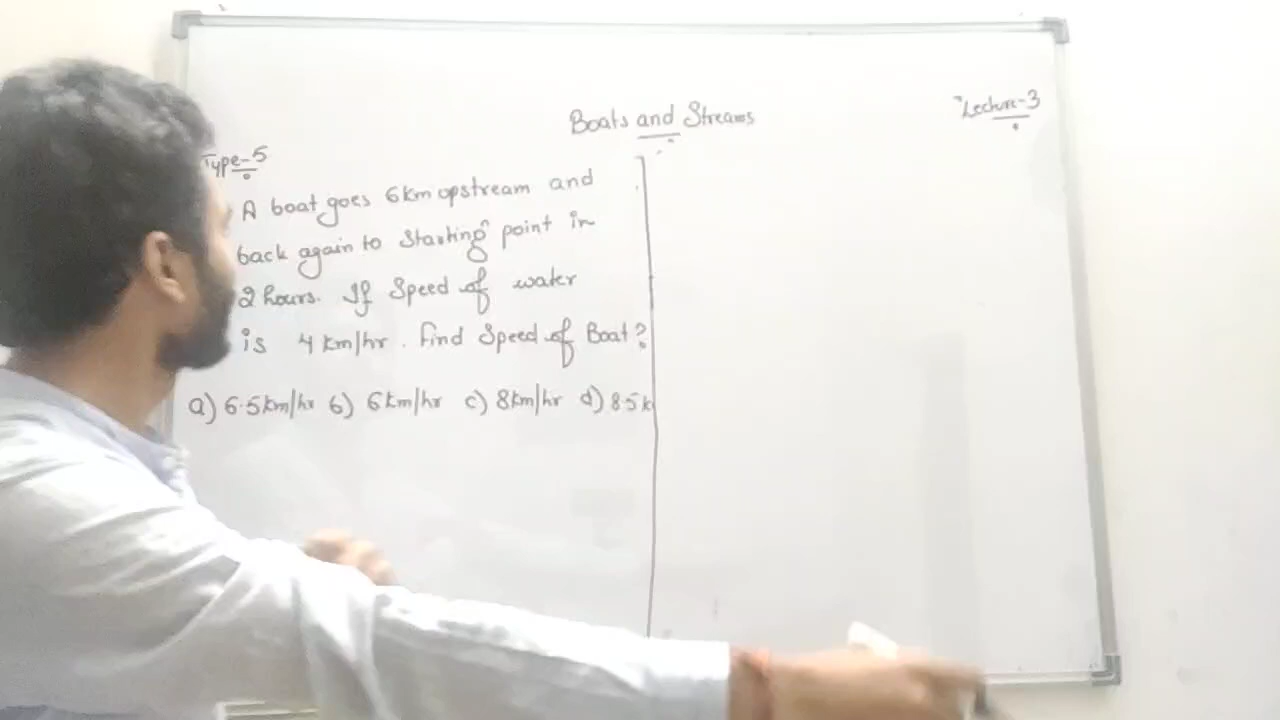 Boats and Streams
Lecture-3
Type-5
A boat goes 6km upstream and
back again to Starting point in
2 hours. If Speed of water
is 4km/hr. find Speed of Boat?
a) 6.5km/hr b) 6km/hr c) 8km/hr d) 8.5k